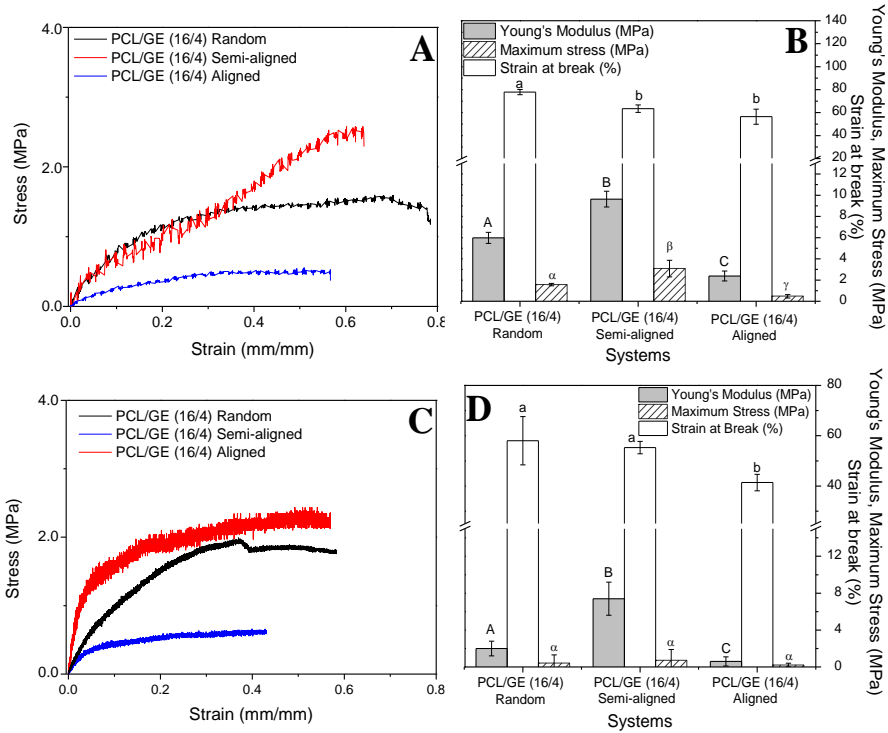 A
PCL/GE (16/4) Random
PCL/GE (16/4) Semi-aligned
PCL/GE (16/4) Aligned
4.0
2.0
0.0
Stress (MPa)
0.0 0.2 0.4 0.6 0.8
Strain (mm/mm)
B
Young's Modulus (MPa)
Maximum stress (MPa)
Strain at break (%)
a
b
b
A
B
C
α
β
γ
140
120
100
80
60
40
20
12
10
8
6
4
2
0
Young's Modulus, Maximum Stress (MPa)
Strain at break (%)
PCL/GE (16/4) PCL/GE (16/4) PCL/GE (16/4)
Random Semi-aligned Aligned
Systems
C
PCL/GE (16/4) Random
PCL/GE (16/4) Semi-aligned
PCL/GE (16/4) Aligned
4.0
2.0
0.0
Stress (MPa)
0.0 0.2 0.4 0.6 0.8
Strain (mm/mm)
D
Young's Modulus (MPa)
Maximum Stress (MPa)
Strain at Break (%)
a
a
b
A
B
C
α
α
α
80
60
40
12
8
4
0
Young's Modulus, Maximum Stress (MPa)
Strain at break (%)
PCL/GE (16/4) PCL/GE (16/4) PCL/GE (16/4)
Random Semi-aligned Aligned
Systems